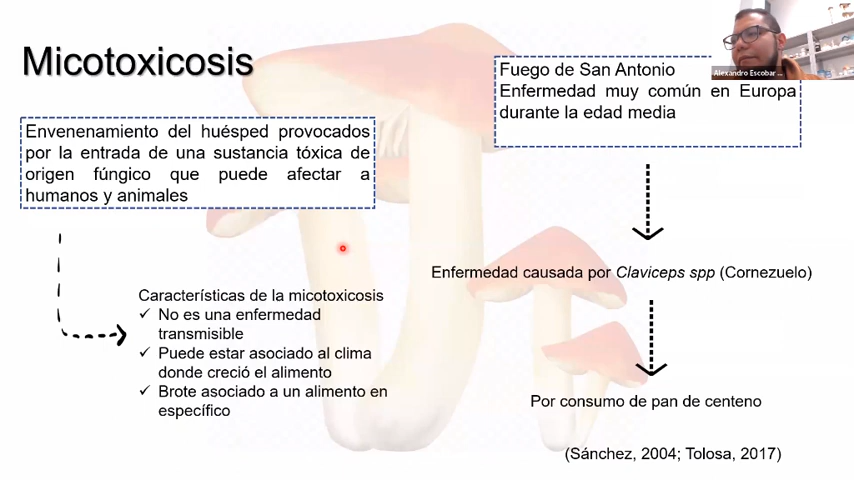 Micotoxicosis
Envenenamiento del huésped provocados
por la entrada de una sustancia tóxica de
origen fúngico que puede afectar a
humanos y animales
Características de la micotoxicosis
✓ No es una enfermedad
transmisible
✓ Puede estar asociado al clima
donde creció el alimento
✓ Brote asociado a un alimento en
específico
Fuego de San Antonio
Enfermedad muy común en Europa
durante la edad media
Enfermedad causada por Claviceps spp (Cornezuelo)
Por consumo de pan de centeno
(Sánchez, 2004; Tolosa, 2017)
Alexandro Escobar ...